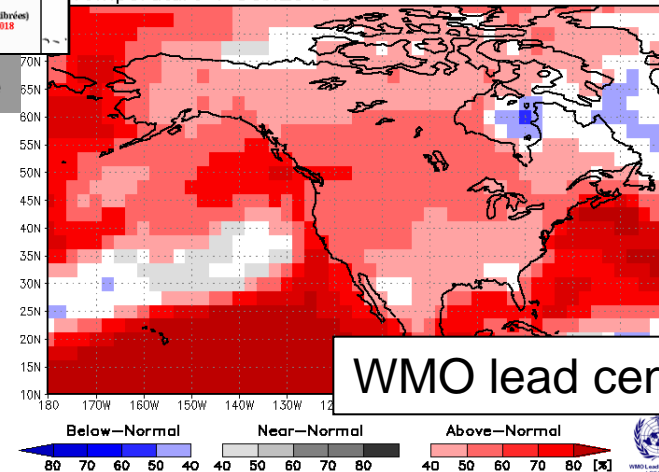 ibrées)
018
70N
65N
60N
55N
50N
45N
40N
35N
30N
25N
20N
15N
10N
180 170W 160W 150W 140W 130W
WMO lead cen
Below-Normal Near-Normal Above-Normal
80 70 60 50 40 40 50 60 70 80 40 50 60 70 80 [%]